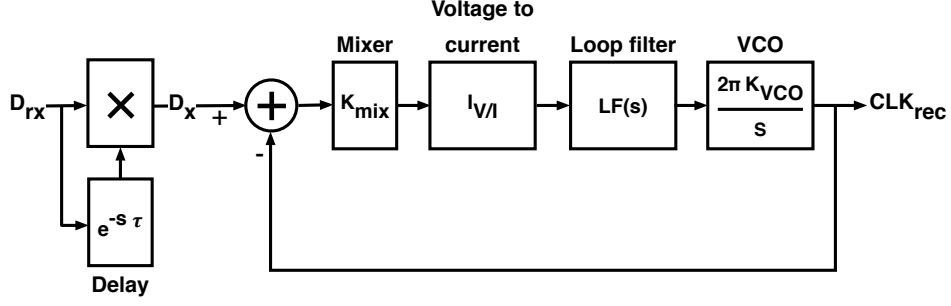 Voltage to
Mixer current Loop filter VCO
D_rx × D_x + + K_mix I_V/I LF(s) 2π K_VCO / s CLK_rec
-
e^-s τ
Delay